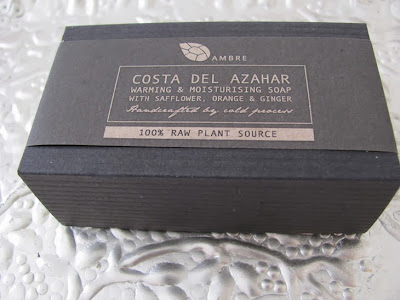 AMBRE
COSTA DEL AZAHAR
WARMING & MOISTURISING SOAP
WITH SAFFLOWER, ORANGE & GINGER
Handcrafted by cold process
100% RAW PLANT SOURCE